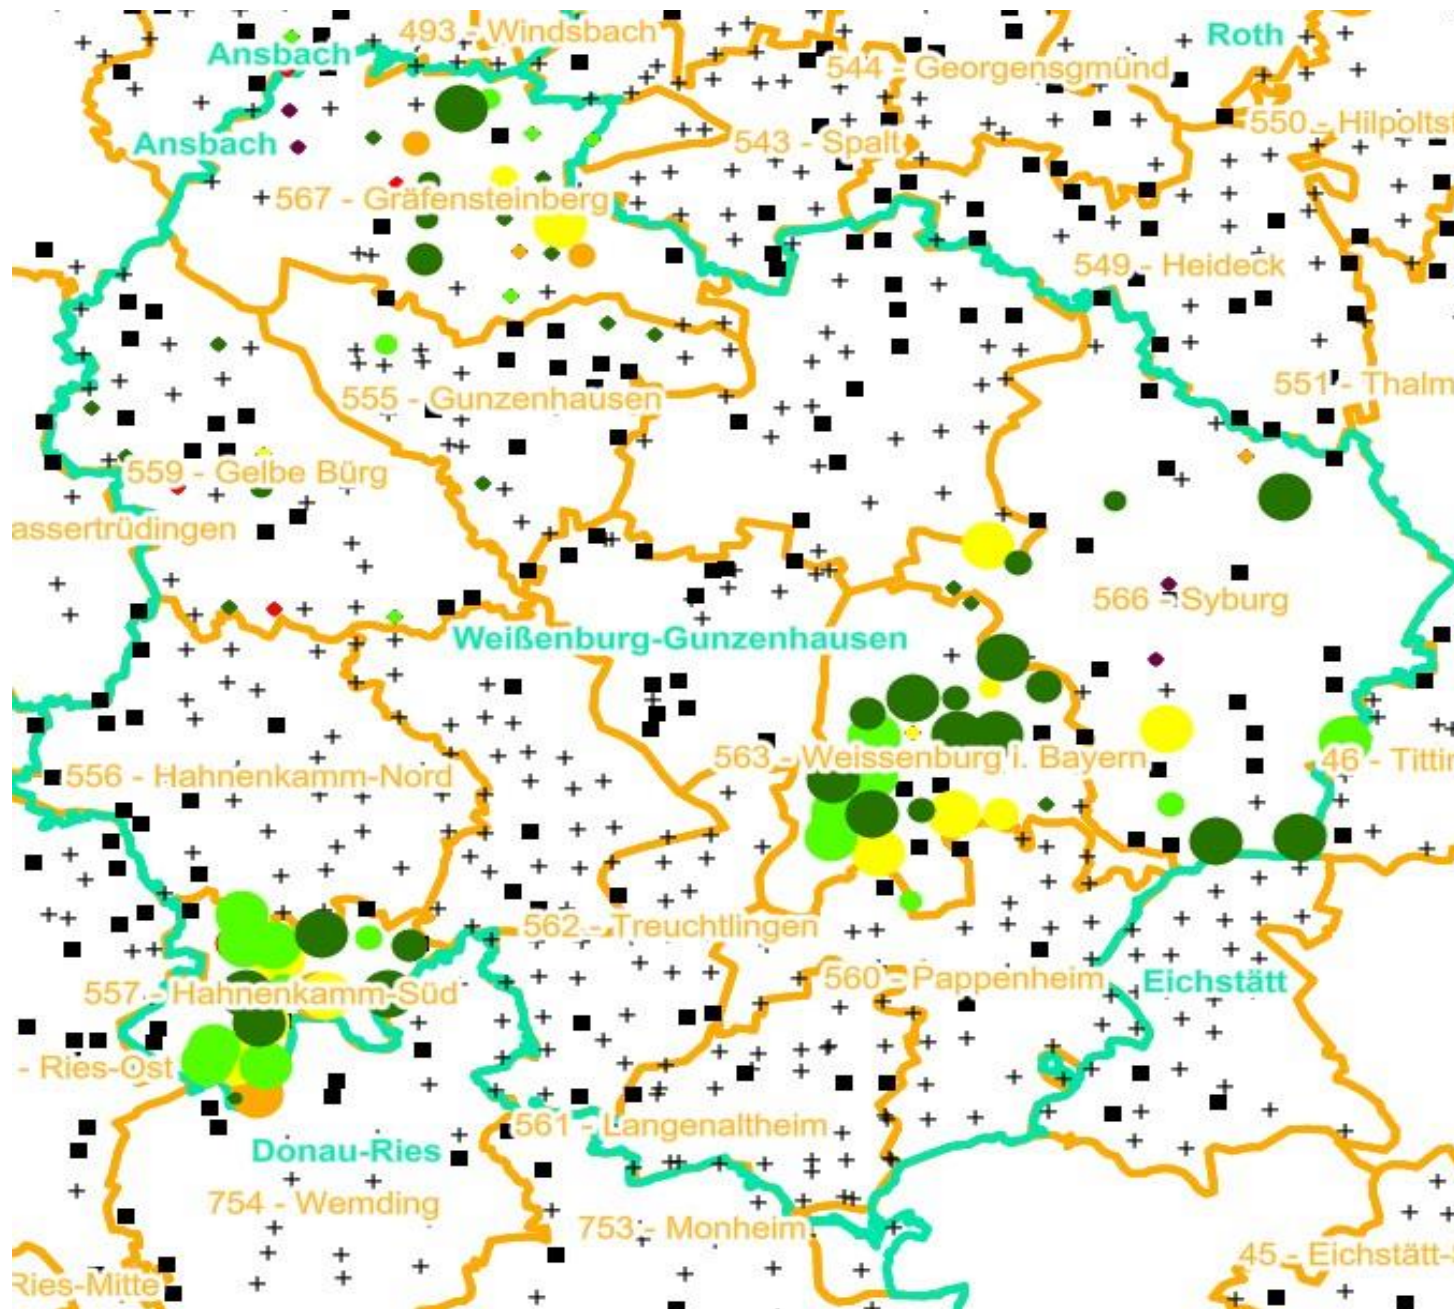 493 - Windsbach
Roth
Ansbach
544 - Georgensgmünd
550 - Hilpoltst
Ansbach
543 - Spalt
567 - Gräfensteinberg
549 - Heideck
551 - Thalm
555 - Gunzenhausen
559 - Gelbe Bürg
assertrüdingen
566 - Syburg
Weißenburg-Gunzenhausen
563 - Weissenburg i. Bayern
46 - Tittin
556 - Hahnenkamm-Nord
562 - Treuchtlingen
560 - Pappenheim
Eichstätt
557 - Hahnenkamm-Süd
- Ries-Ost
561 - Langenaltheim
Donau-Ries
754 - Wemding
753 - Monheim
45 - Eichstätt-
Ries-Mitte